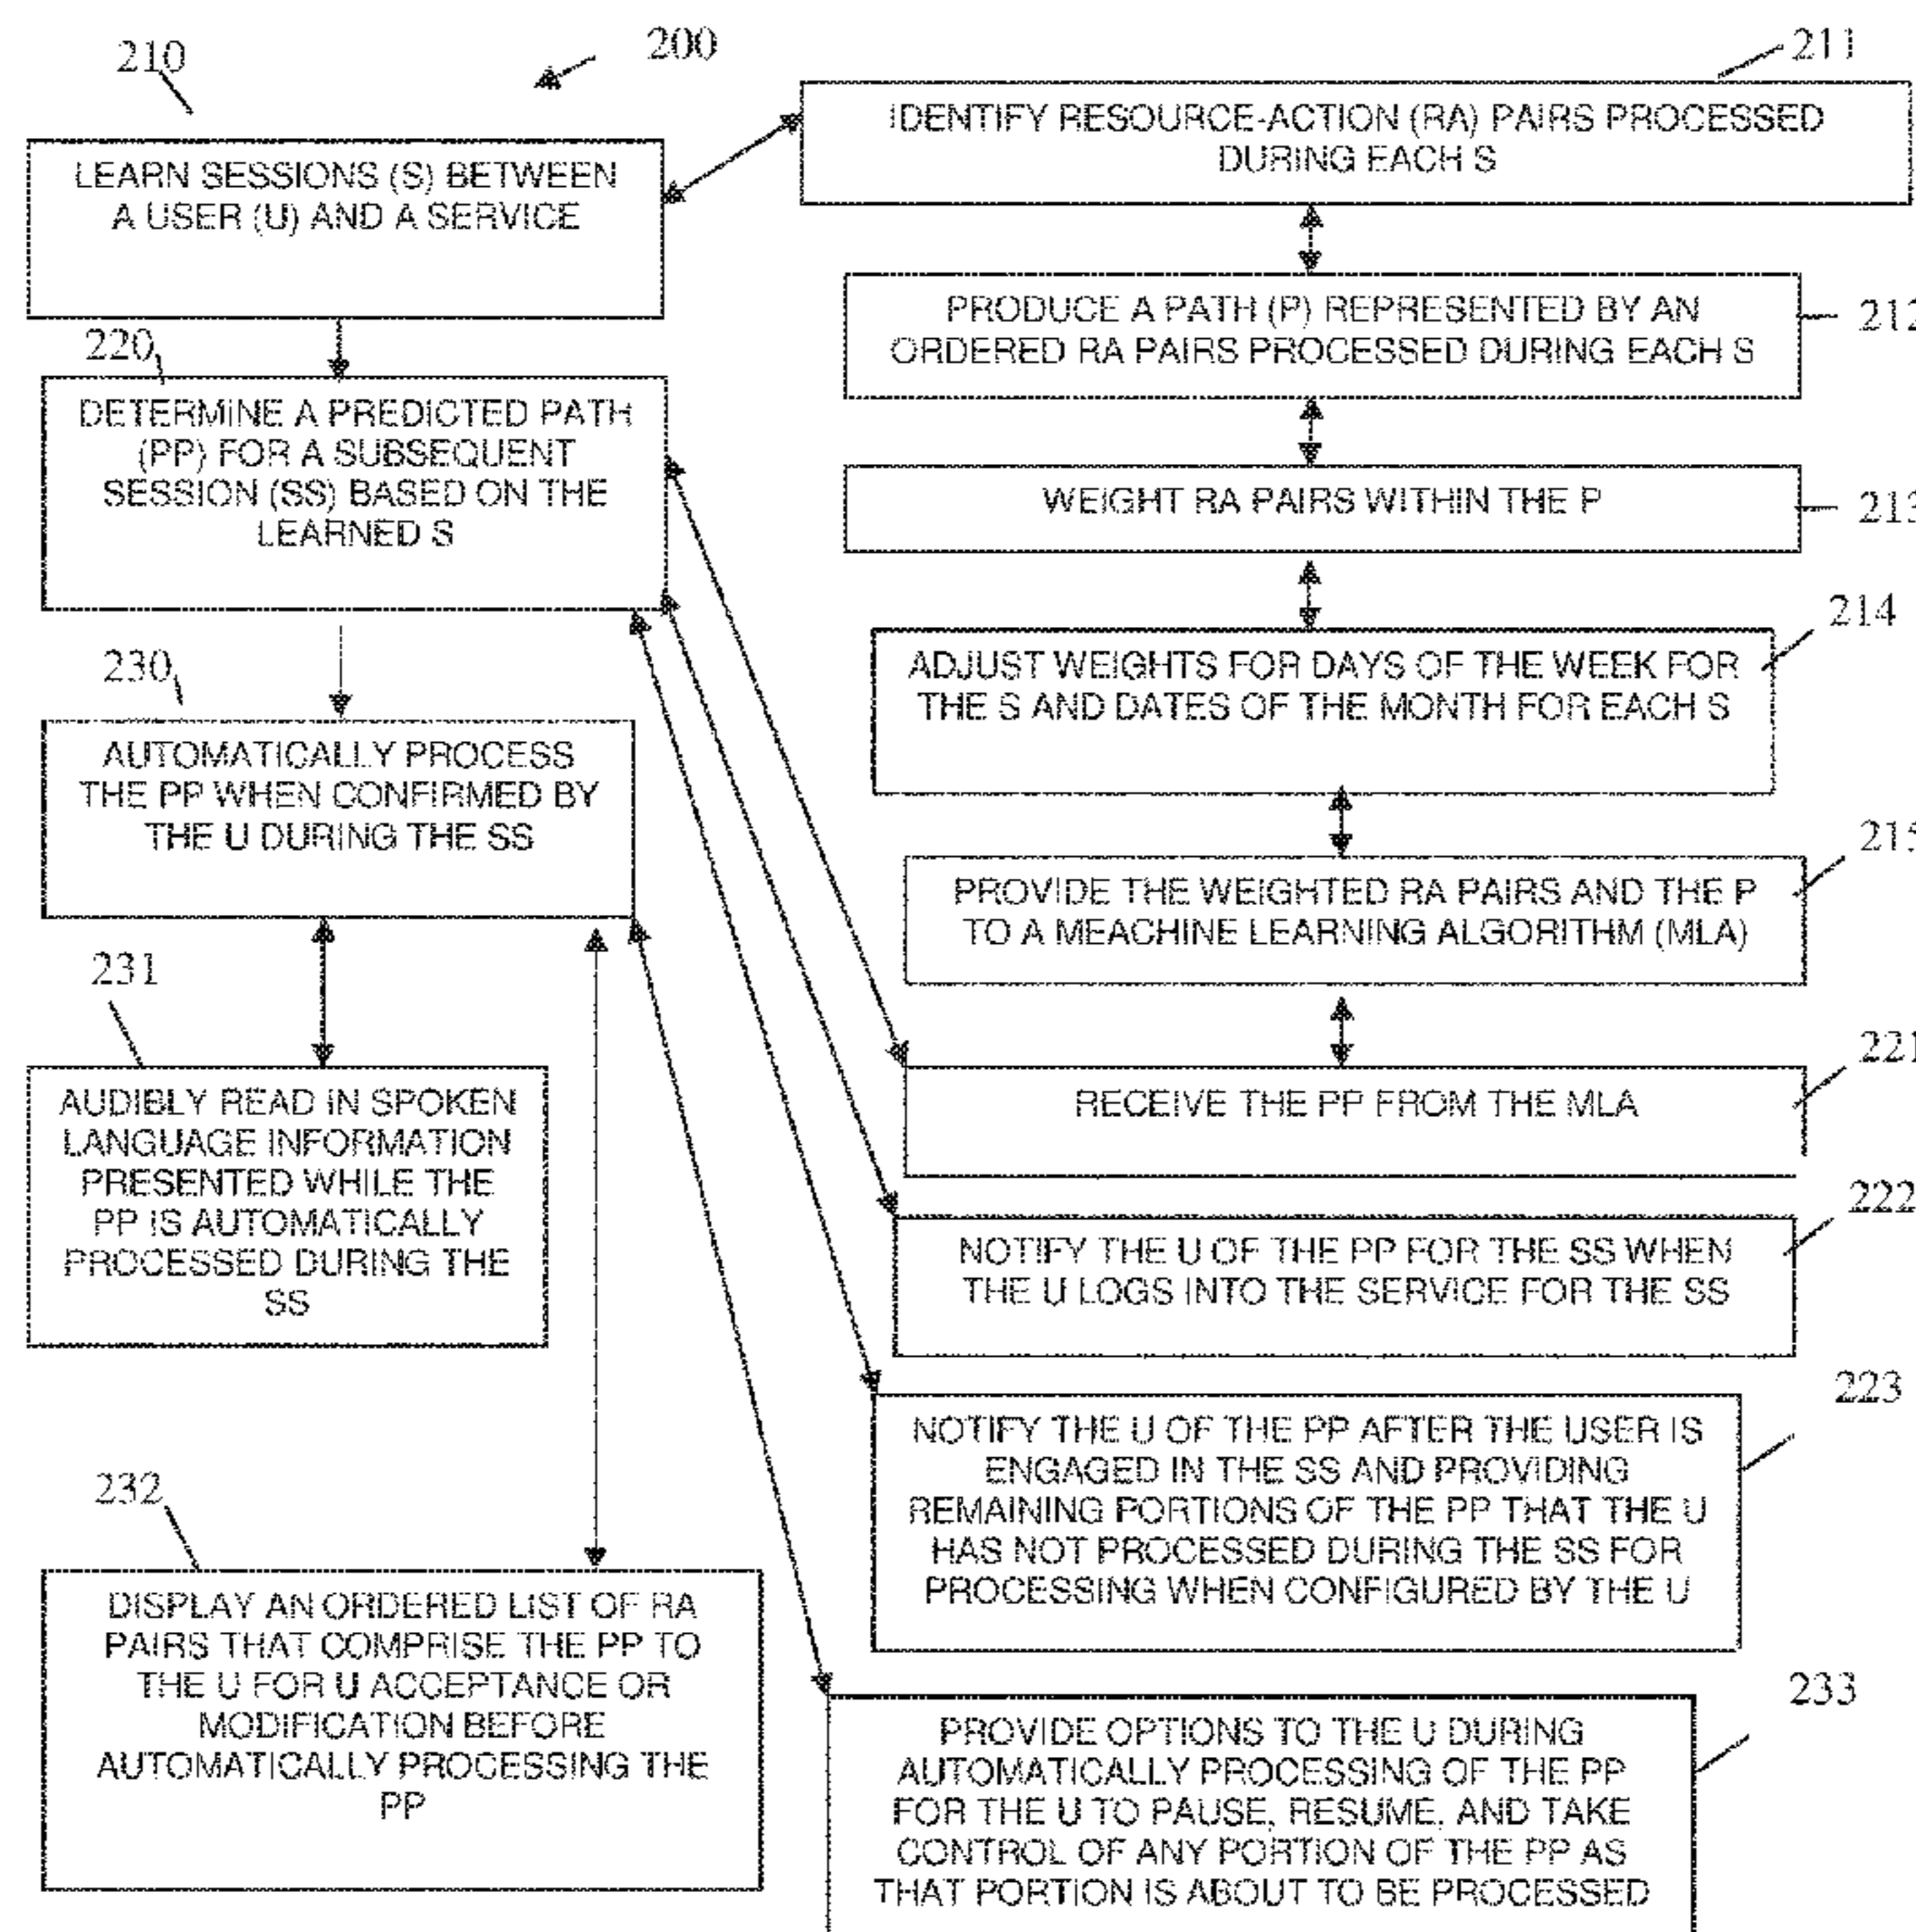 210
200
211
LEARN SESSIONS (S) BETWEEN
A USER (U) AND A SERVICE
IDENTIFY RESOURCE-ACTION (RA) PAIRS PROCESSED
DURING EACH S
PRODUCE A PATH (P) REPRESENTED BY AN
ORDERED RA PAIRS PROCESSED DURING EACH S
212
220
DETERMINE A PREDICTED PATH
(PP) FOR A SUBSEQUENT
SESSION (SS) BASED ON THE
LEARNED S
WEIGHT RA PAIRS WITHIN THE P
213
214
ADJUST WEIGHTS FOR DAYS OF THE WEEK FOR
THE S AND DATES OF THE MONTH FOR EACH S
230
AUTOMATICALLY PROCESS
THE PP WHEN CONFIRMED BY
THE U DURING THE SS
215
PROVIDE THE WEIGHTED RA PAIRS AND THE P
TO A MEACHINE LEARNING ALGORITHM (MLA)
231
AUDIBLY READ IN SPOKEN
LANGUAGE INFORMATION
PRESENTED WHILE THE
PP IS AUTOMATICALLY
PROCESSED DURING THE
SS
221
RECEIVE THE PP FROM THE MLA
222
NOTIFY THE U OF THE PP FOR THE SS WHEN
THE U LOGS INTO THE SERVICE FOR THE SS
223
NOTIFY THE U OF THE PP AFTER THE USER IS
ENGAGED IN THE SS AND PROVIDING
REMAINING PORTIONS OF THE PP THAT THE U
HAS NOT PROCESSED DURING THE SS FOR
PROCESSING WHEN CONFIGURED BY THE U
232
DISPLAY AN ORDERED LIST OF RA
PAIRS THAT COMPRISE THE PP TO
THE U FOR U ACCEPTANCE OR
MODIFICATION BEFORE
AUTOMATICALLY PROCESSING THE
PP
233
PROVIDE OPTIONS TO THE U DURING
AUTOMATICALLY PROCESSING OF THE PP
FOR THE U TO PAUSE, RESUME, AND TAKE
CONTROL OF ANY PORTION OF THE PP AS
THAT PORTION IS ABOUT TO BE PROCESSED